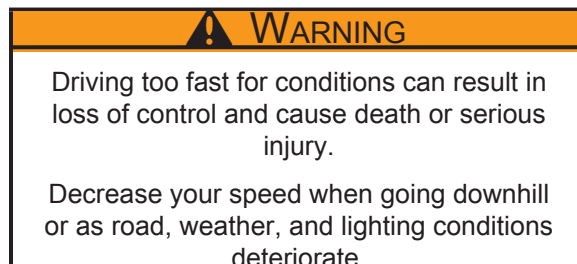 WARNING
Driving too fast for conditions can result in
loss of control and cause death or serious
injury.
Decrease your speed when going downhill
or as road, weather, and lighting conditions
deteriorate